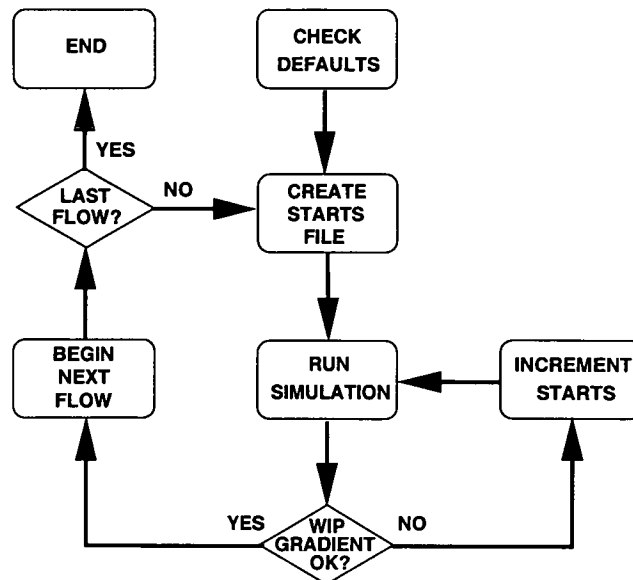 END
CHECK
DEFAULTS
YES
NO
LAST
FLOW?
CREATE
STARTS
FILE
BEGIN
NEXT
FLOW
RUN
SIMULATION
INCREMENT
STARTS
YES
NO
WIP
GRADIENT
OK?